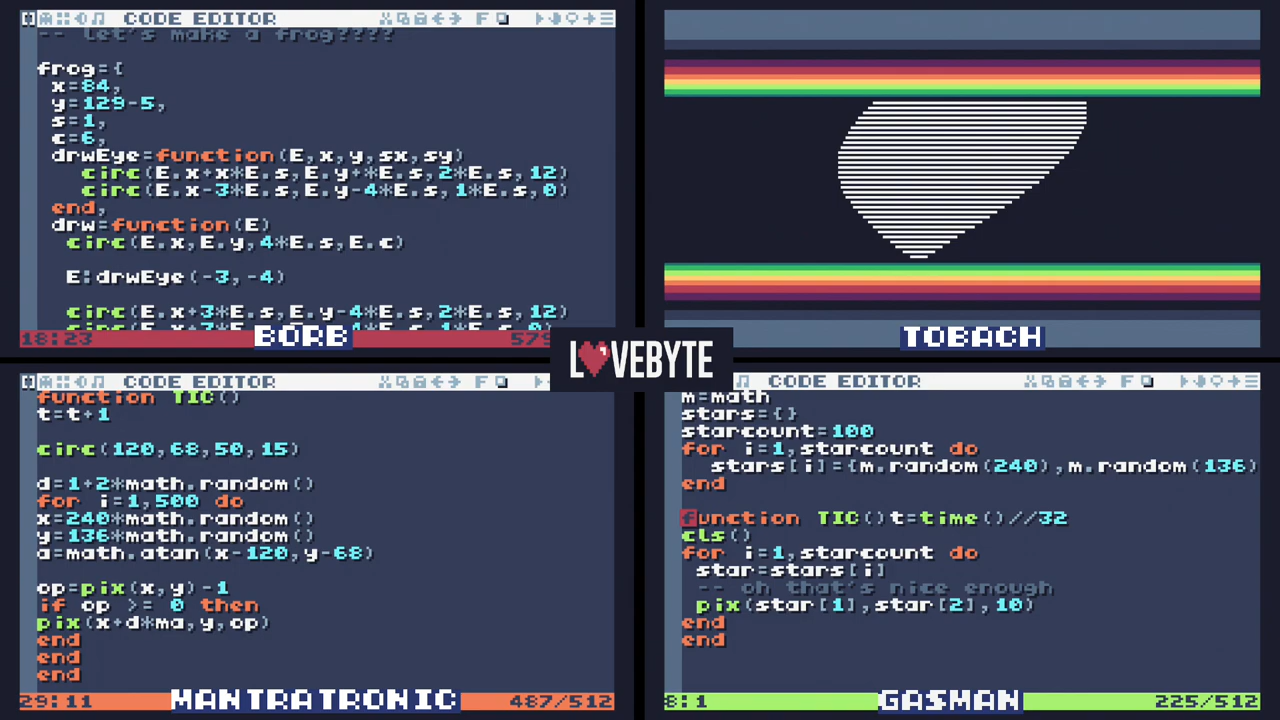 CODE EDITOR
-- Let's make a frog????
frog={
x=84,
y=129-5,
s=1,
c=6,
drwEye=function(E,x,y,sx,sy)
circ(E.x+x*E.s,E.y+*E.s,2*E.s,12)
circ(E.x-3*E.s,E.y-4*E.s,1*E.s,0)
end,
drw=function(E)
circ(E.x,E.y,4*E.s,E.c)
E:drwEye(-3,-4)
circ(E.x+3*E.s,E.y-4*E.s,2*E.s,12)
18:23
BORB
TOBACH
LOVEBYTE
CODE EDITOR
function TIC()
t=t+1
circ(120,68,50,15)
d=1+2*math.random()
for i=1,500 do
x=240*math.random()
y=136*math.random()
a=math.atan(x-120,y-68)
op=pix(x,y)-1
if op >= 0 then
pix(x+d*ma,y,op)
end
end
end
29:11
MANTRATRONIC
487/512
CODE EDITOR
m=math
stars={}
starcount=100
for i=1,starcount do
stars[i]={m.random(240),m.random(136)
end
function TIC()t=time()//32
cls()
for i=1,starcount do
star=stars[i]
-- oh that's nice enough
pix(star[1],star[2],10)
end
end
8:1
GASMAN
225/512